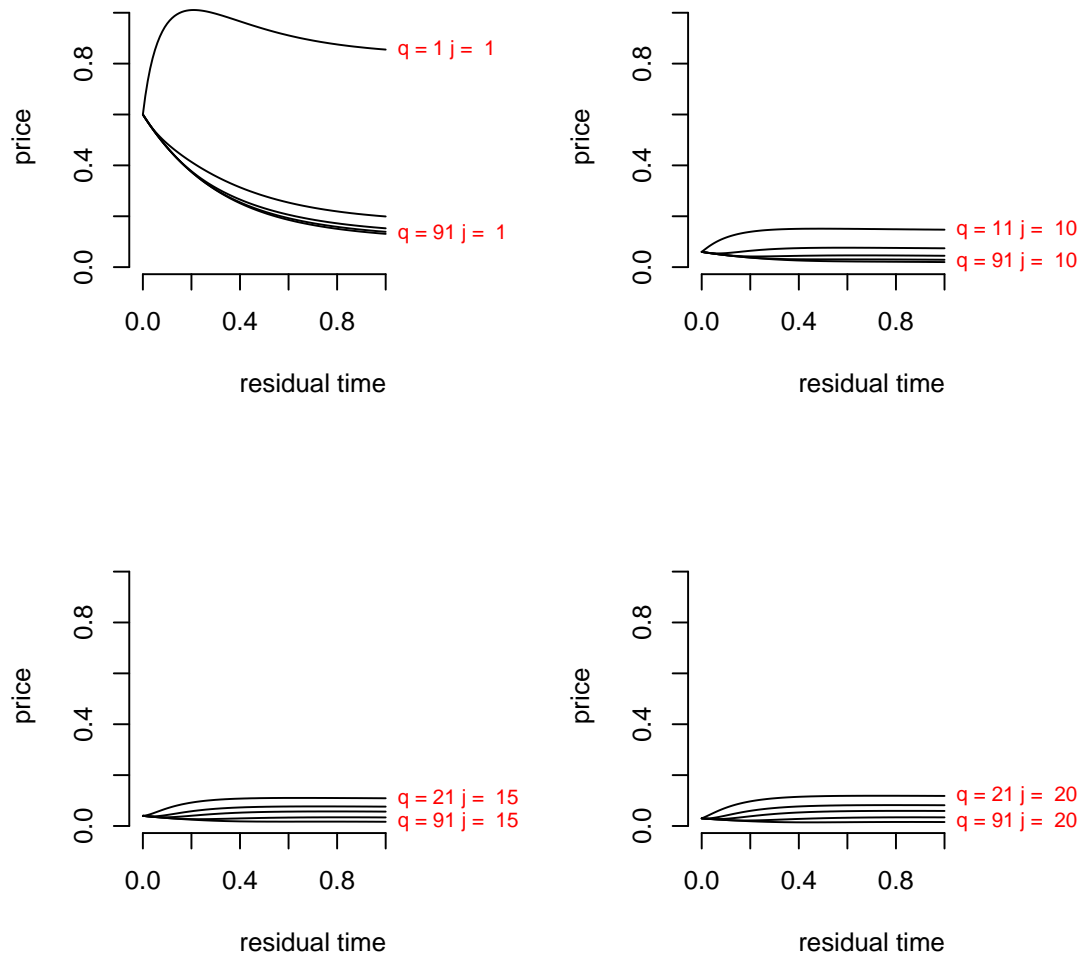 price
0.0 0.4 0.8
q = 1 j =  1
q = 91 j =  1
0.0 0.4 0.8
residual time
price
0.0 0.4 0.8
q = 11 j =  10
q = 91 j =  10
0.0 0.4 0.8
residual time
price
0.0 0.4 0.8
q = 21 j =  15
q = 91 j =  15
0.0 0.4 0.8
residual time
price
0.0 0.4 0.8
q = 21 j =  20
q = 91 j =  20
0.0 0.4 0.8
residual time